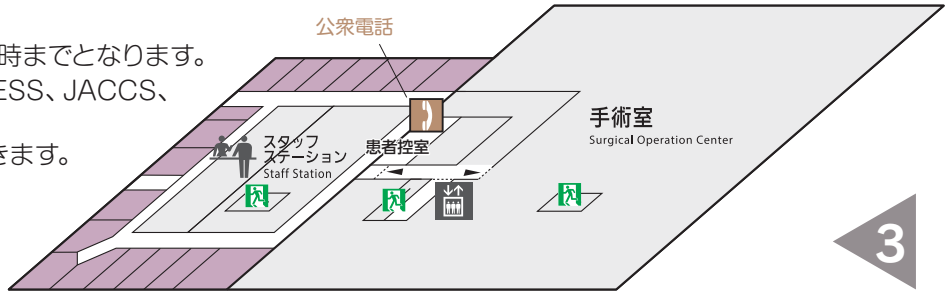 公衆電話
時までとなります。
ESS、JACCS、
きます。
手術室
Surgical Operation Center
スタッフ
ステーション
Staff Station
患者控室
3